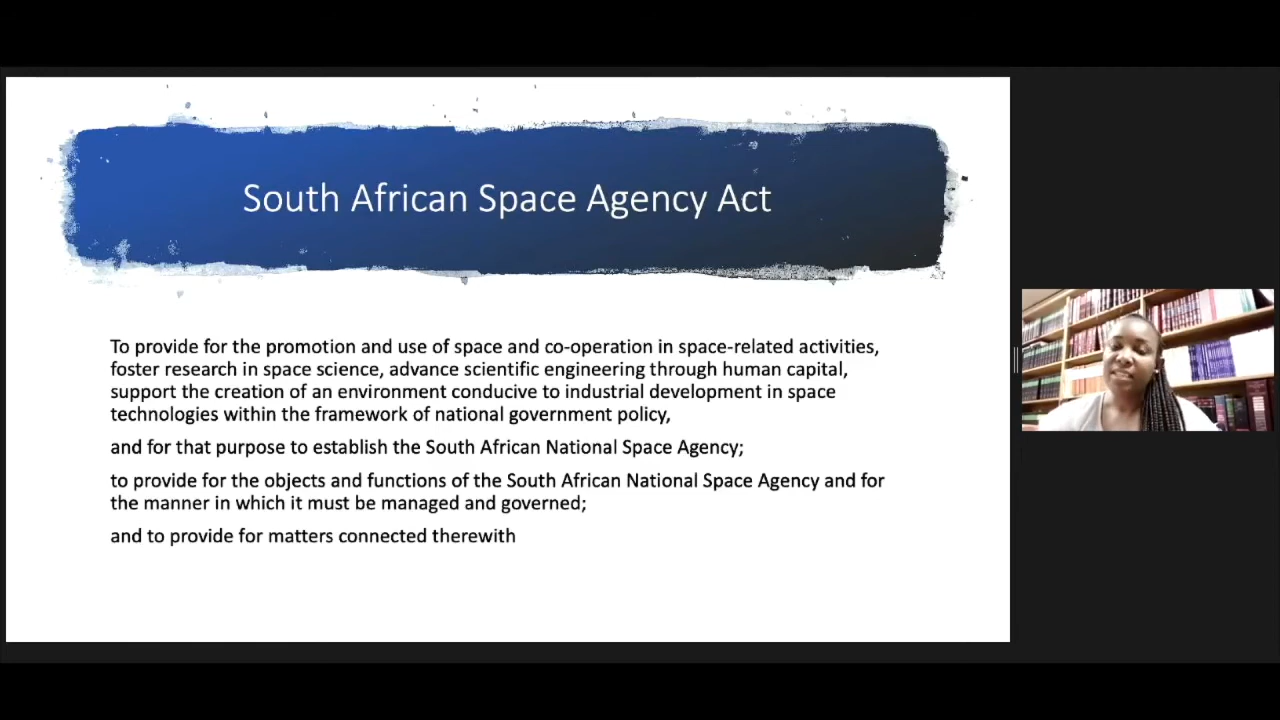 South African Space Agency Act
To provide for the promotion and use of space and co-operation in space-related activities,
foster research in space science, advance scientific engineering through human capital,
support the creation of an environment conducive to industrial development in space
technologies within the framework of national government policy,
and for that purpose to establish the South African National Space Agency;
to provide for the objects and functions of the South African National Space Agency and for
the manner in which it must be managed and governed;
and to provide for matters connected therewith